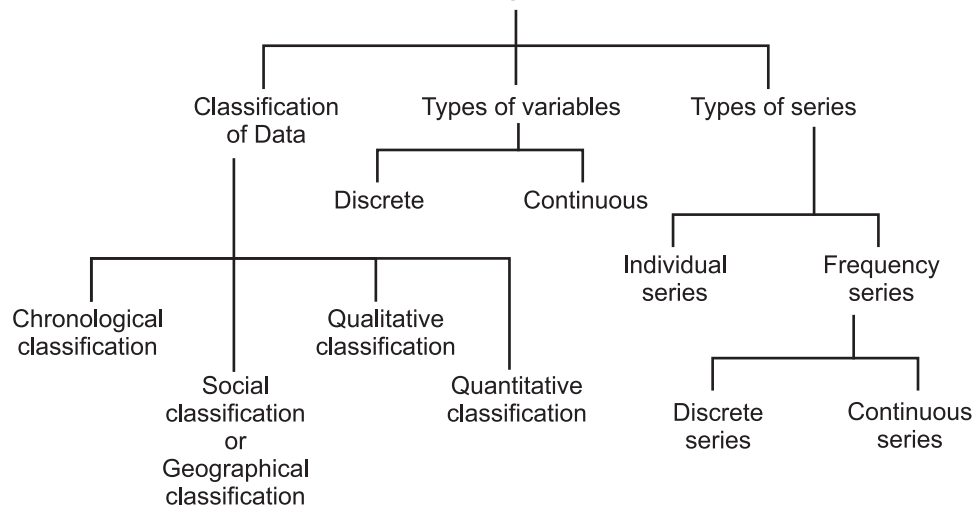 Classification
of Data
Types of variables
Types of series
Discrete
Continuous
Individual
series
Frequency
series
Chronological
classification
Qualitative
classification
Social
classification
or
Geographical
classification
Quantitative
classification
Discrete
series
Continuous
series